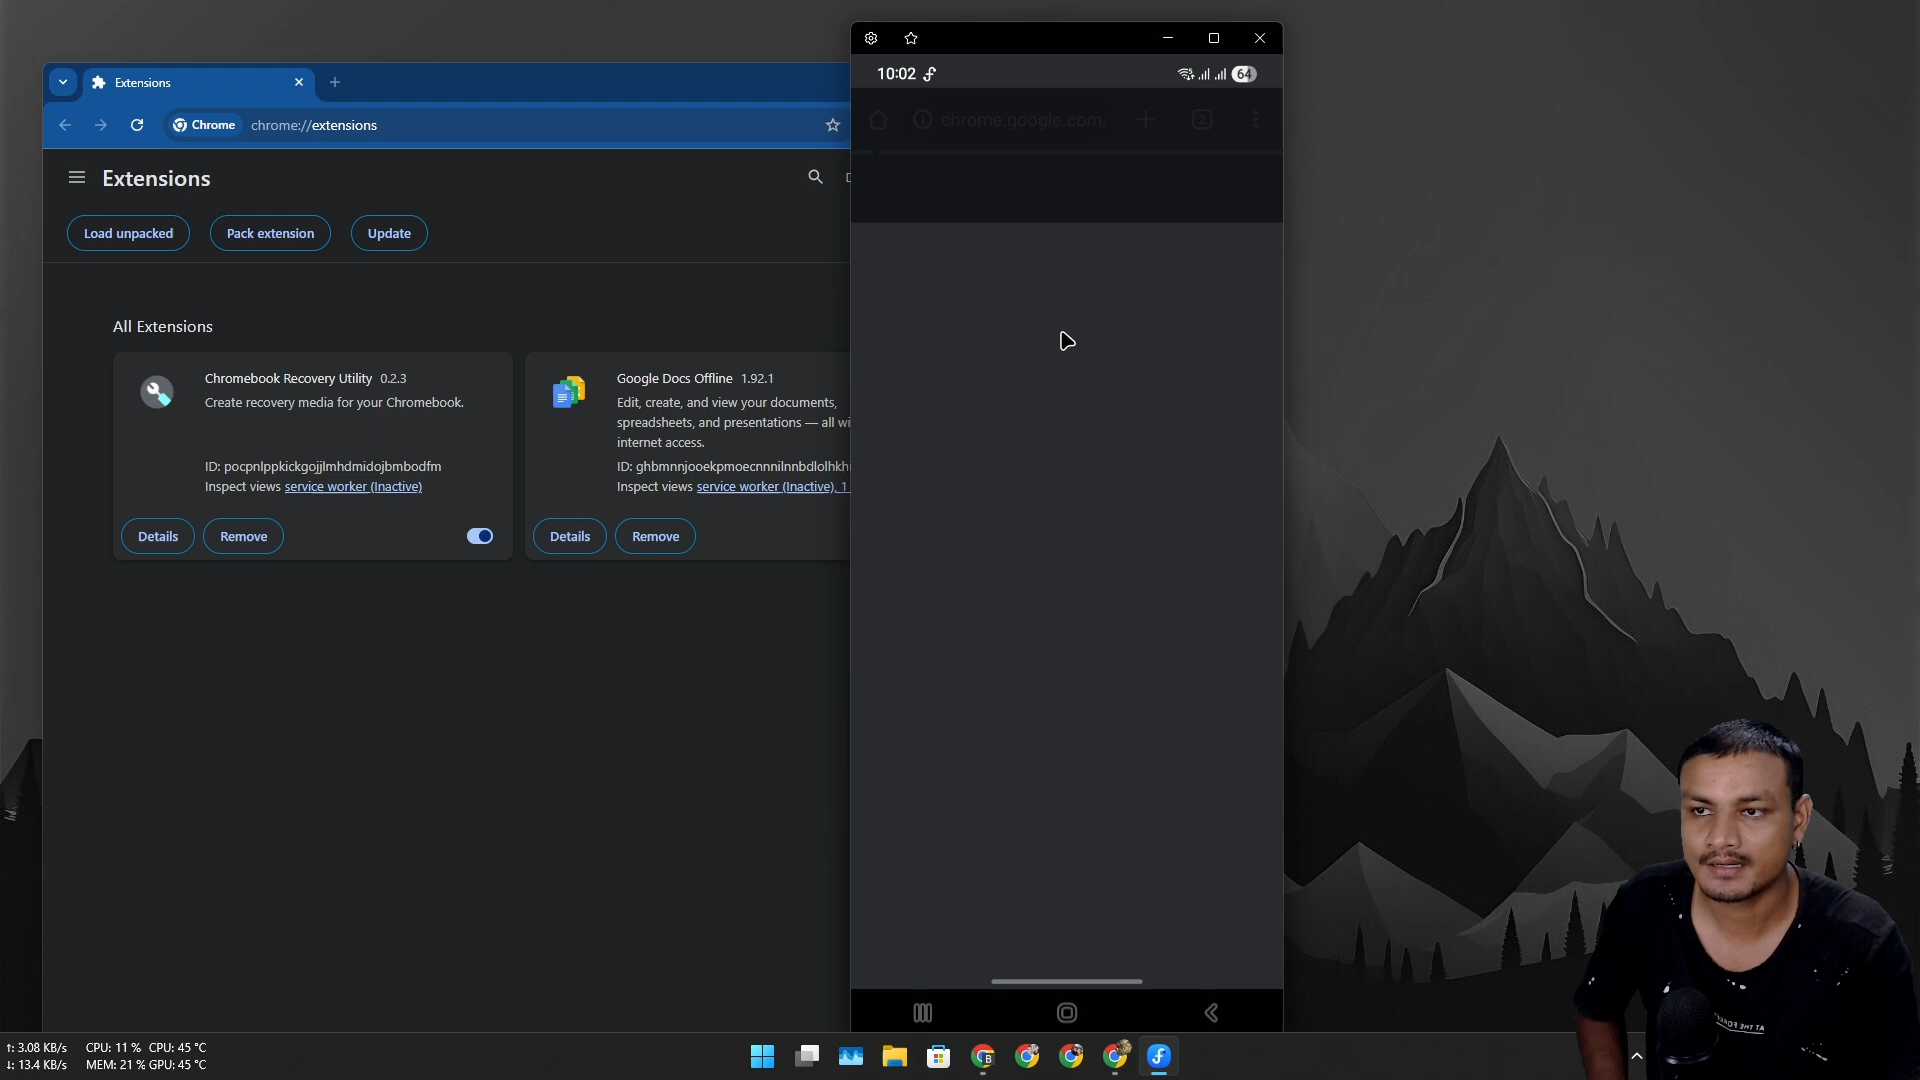 Extensions
Chrome
chrome://extensions
Extensions
Load unpacked
Pack extension
Update
All Extensions
Chromebook Recovery Utility 0.2.3
Create recovery media for your Chromebook.
ID: pocpnlppkickgojjlmhdmidojbmbodfm
Inspect views service worker (Inactive)
Details
Remove
Google Docs Offline 1.92.1
Edit, create, and view your documents,
spreadsheets, and presentations — all wi
internet access.
ID: ghbmnnjooekpmoecnnnilnnbdlolhkhi
Inspect views service worker (Inactive), 1
Details
Remove
10:02
64
chrome.google.com/
2
↑: 3.08 KB/s CPU: 11 % CPU: 45 °C
↓: 13.4 KB/s MEM: 21 % GPU: 45 °C
B